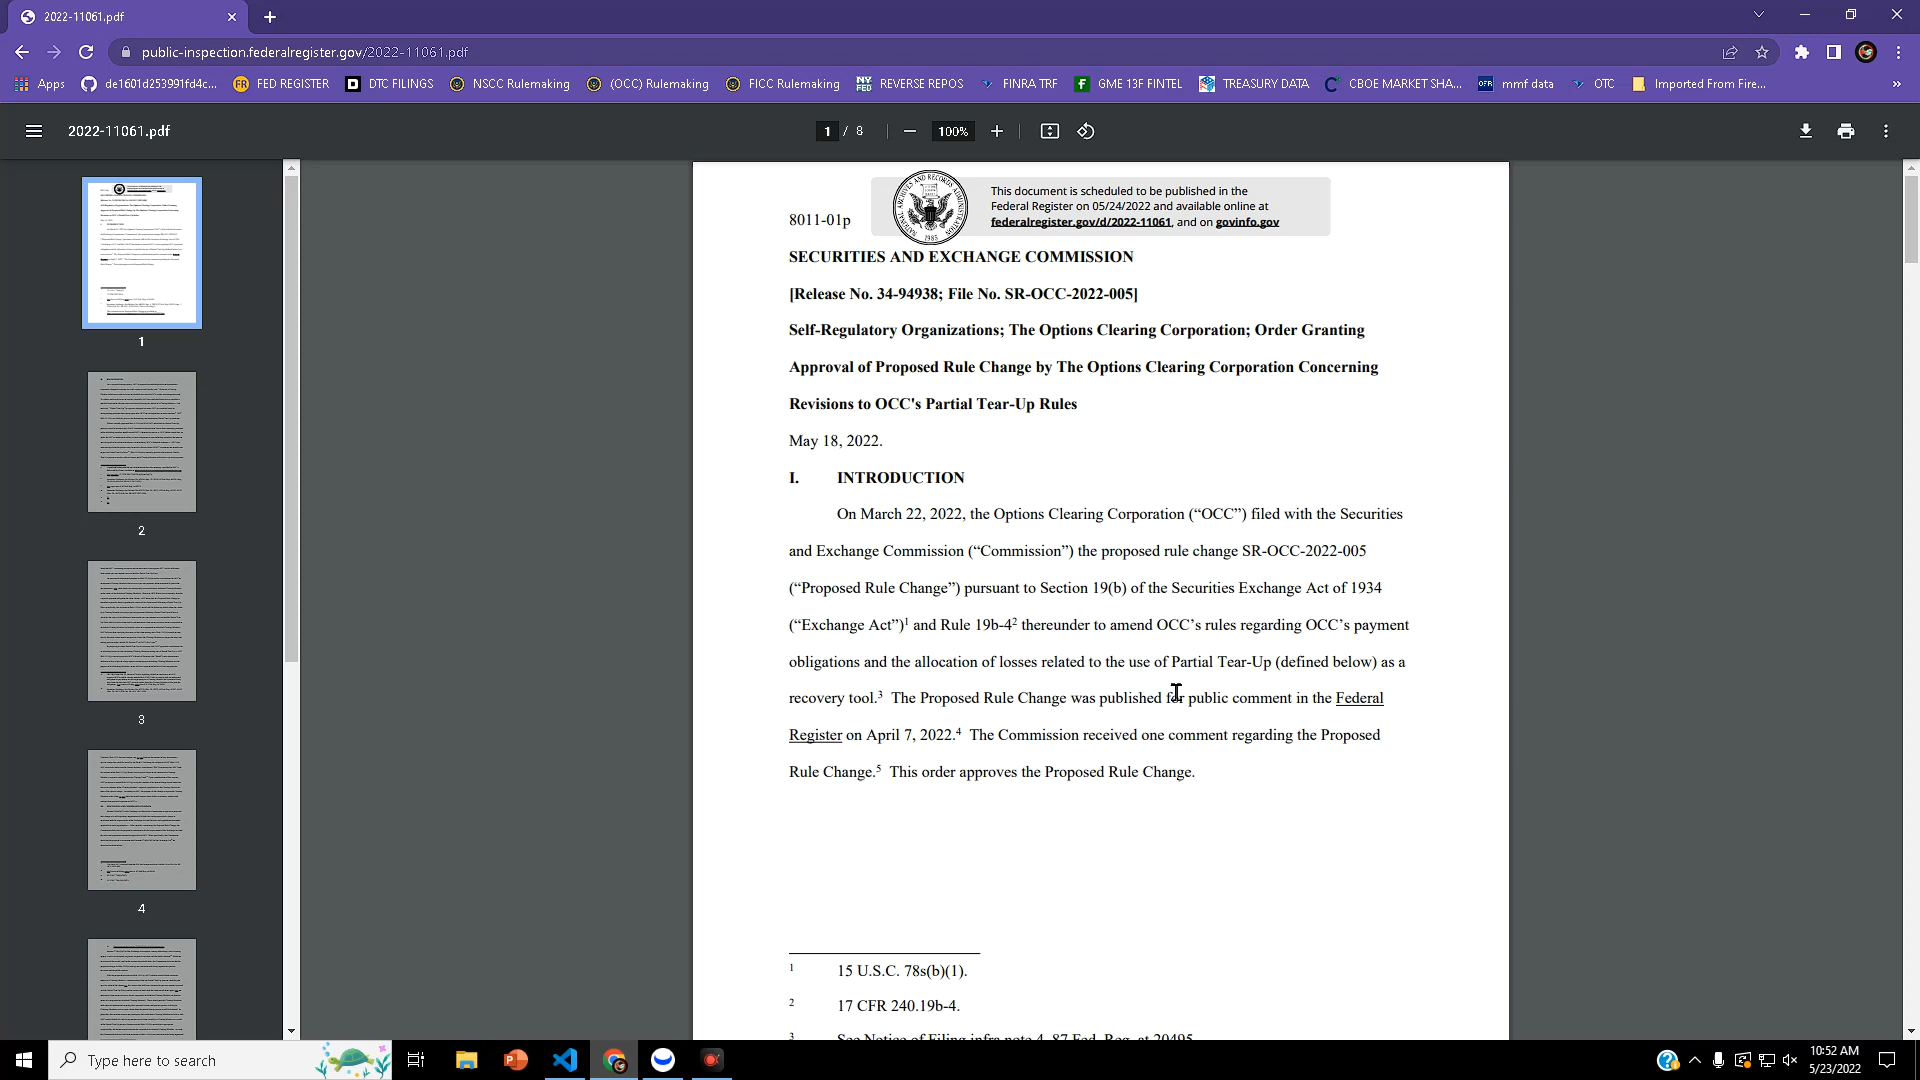 2022-11061.pdf
public-inspection.federalregister.gov/2022-11061.pdf
Apps de1601d253991fd4c... FED REGISTER DTC FILINGS NSCC Rulemaking (OCC) Rulemaking FICC Rulemaking REVERSE REPOS FINRA TRF GME 13F FINTEL TREASURY DATA CBOE MARKET SHA... mmf data OTC Imported From Fire...
2022-11061.pdf 1 / 8 100%
1
2
3
4
8011-01p
This document is scheduled to be published in the
Federal Register on 05/24/2022 and available online at
federalregister.gov/d/2022-11061, and on govinfo.gov
SECURITIES AND EXCHANGE COMMISSION
[Release No. 34-94938; File No. SR-OCC-2022-005]
Self-Regulatory Organizations; The Options Clearing Corporation; Order Granting
Approval of Proposed Rule Change by The Options Clearing Corporation Concerning
Revisions to OCC's Partial Tear-Up Rules
May 18, 2022.
I. INTRODUCTION
On March 22, 2022, the Options Clearing Corporation (“OCC”) filed with the Securities
and Exchange Commission (“Commission”) the proposed rule change SR-OCC-2022-005
(“Proposed Rule Change”) pursuant to Section 19(b) of the Securities Exchange Act of 1934
(“Exchange Act”)1 and Rule 19b-42 thereunder to amend OCC’s rules regarding OCC’s payment
obligations and the allocation of losses related to the use of Partial Tear-Up (defined below) as a
recovery tool.3 The Proposed Rule Change was published for public comment in the Federal
Register on April 7, 2022.4 The Commission received one comment regarding the Proposed
Rule Change.5 This order approves the Proposed Rule Change.
1 15 U.S.C. 78s(b)(1).
2 17 CFR 240.19b-4.
3 See Notice of Filing infra note 4, 87 Fed. Reg. at 20495.
Type here to search
10:52 AM
5/23/2022